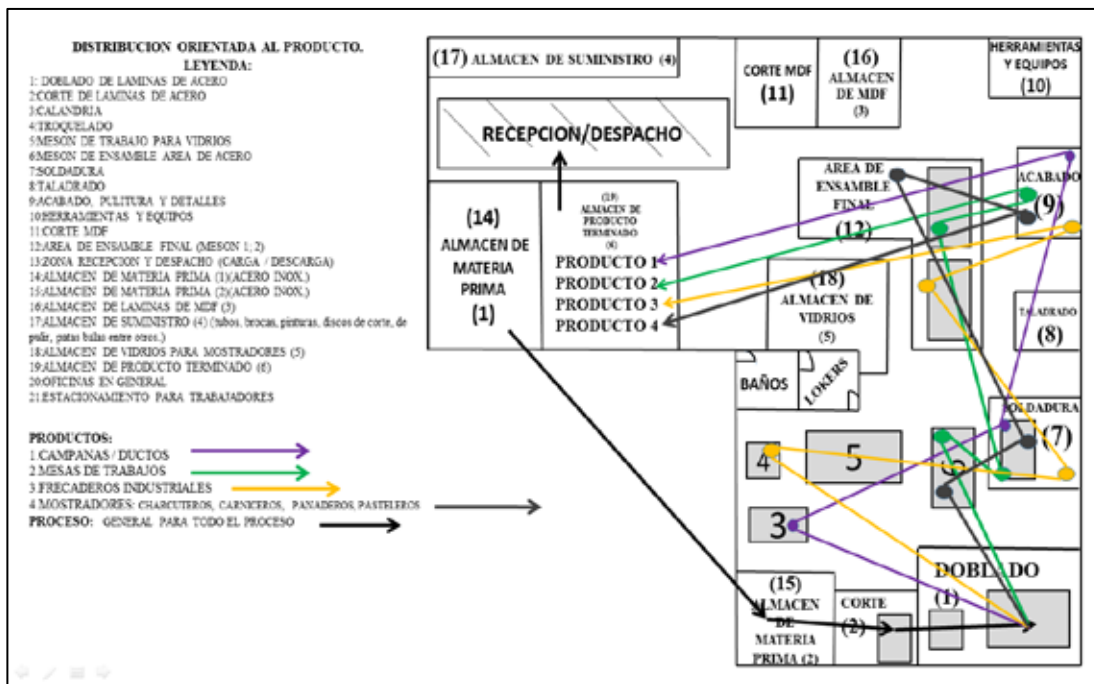 DISTRIBUCION ORIENTADA AL PRODUCTO.
LEYENDA:
1: DOBLADO DE LAMINAS DE ACERO
2:CORTE DE LAMINAS DE ACERO
3:CALANDRIA
4:TROQUELADO
5:MESON DE TRABAJO PARA VIDRIOS
6:MESON DE ENSAMBLE AREA DE ACERO
7:SOLDADURA
8:TALADRADO
9:ACABADO, PULITURA Y DETALLES
10:HERRAMIENTAS Y EQUIPOS
11:CORTE MDF
12:AREA DE ENSAMBLE FINAL (MESON 1; 2)
13:ZONA RECEPCION Y DESPACHO (CARGA / DESCARGA)
14:ALMACEN DE MATERIA PRIMA (1)(ACERO INOX.)
15:ALMACEN DE MATERIA PRIMA (2)(ACERO INOX.)
16:ALMACEN DE LAMINAS DE MDF (3)
17:ALMACEN DE SUMINISTRO (4) (tubos, brocas, pinturas, discos de corte, de
pulir, patas balas entre otros.)
18:ALMACEN DE VIDRIOS PARA MOSTRADORES (5)
19:ALMACEN DE PRODUCTO TERMINADO (6)
20:OFICINAS EN GENERAL
21:ESTACIONAMIENTO PARA TRABAJADORES
PRODUCTOS:
1.CAMPANAS / DUCTOS
2.MESAS DE TRABAJOS
3.FRECADEROS INDUSTRIALES
4.MOSTRADORES: CHARCUTEROS, CARNICEROS, PANADEROS, PASTELEROS
PROCESO: GENERAL PARA TODO EL PROCESO
(17) ALMACEN DE SUMINISTRO (4)
RECEPCION/DESPACHO
(14)
ALMACEN DE
MATERIA
PRIMA
(1)
(19)
ALMACEN DE
PRODUCTO
TERMINADO
(6)
PRODUCTO 1
PRODUCTO 2
PRODUCTO 3
PRODUCTO 4
CORTE MDF
(11)
(16)
ALMACEN
DE MDF
(3)
HERRAMIENTAS
Y EQUIPOS
(10)
AREA DE
ENSAMBLE
FINAL
(12)
ACABADO
(9)
(18)
ALMACEN DE
VIDRIOS
(5)
TALADRADO
(8)
BAÑOS
LOKERS
SOLDADURA
(7)
4
5
6
3
(15)
ALMACEN
DE
MATERIA
PRIMA (2)
CORTE
(2)
DOBLADO
(1)